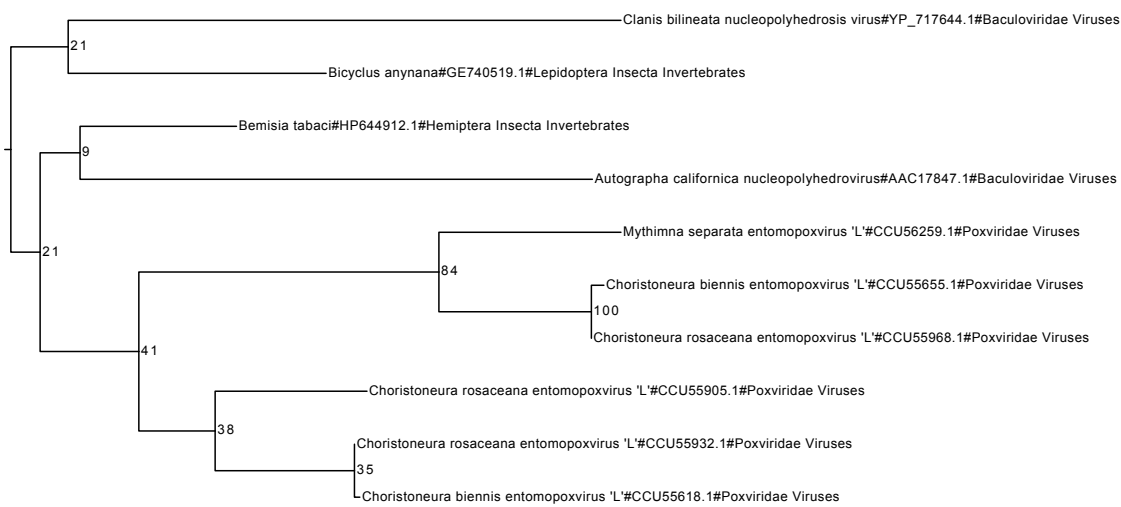 Clanis bilineata nucleopolyhedrosis virus#YP_717644.1#Baculoviridae Viruses
21
Bicyclus anynana#GE740519.1#Lepidoptera Insecta Invertebrates
Bemisia tabaci#HP644912.1#Hemiptera Insecta Invertebrates
9
Autographa californica nucleopolyhedrovirus#AAC17847.1#Baculoviridae Viruses
Mythimna separata entomopoxvirus 'L'#CCU56259.1#Poxviridae Viruses
21
84
Choristoneura biennis entomopoxvirus 'L'#CCU55655.1#Poxviridae Viruses
100
Choristoneura rosaceana entomopoxvirus 'L'#CCU55968.1#Poxviridae Viruses
41
Choristoneura rosaceana entomopoxvirus 'L'#CCU55905.1#Poxviridae Viruses
38
Choristoneura rosaceana entomopoxvirus 'L'#CCU55932.1#Poxviridae Viruses
35
Choristoneura biennis entomopoxvirus 'L'#CCU55618.1#Poxviridae Viruses